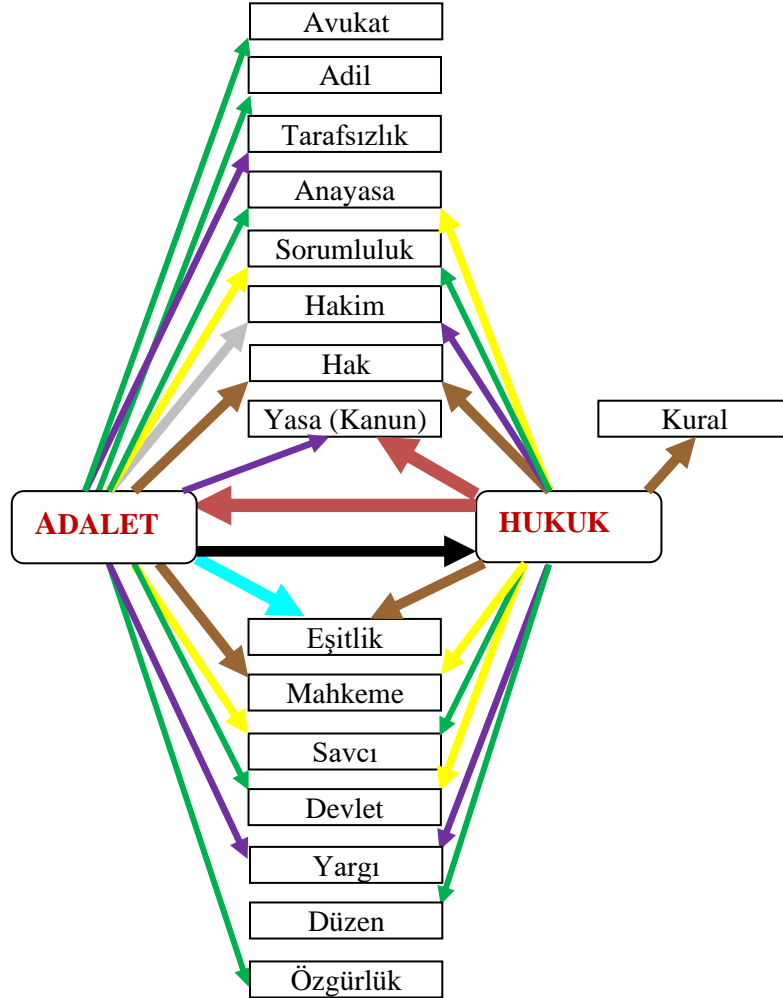 Avukat
Adil
Tarafsızlık
Anayasa
Sorumluluk
Hakim
Hak
Yasa (Kanun)
Kural
ADALET
HUKUK
Eşitlik
Mahkeme
Savcı
Devlet
Yargı
Düzen
Özgürlük